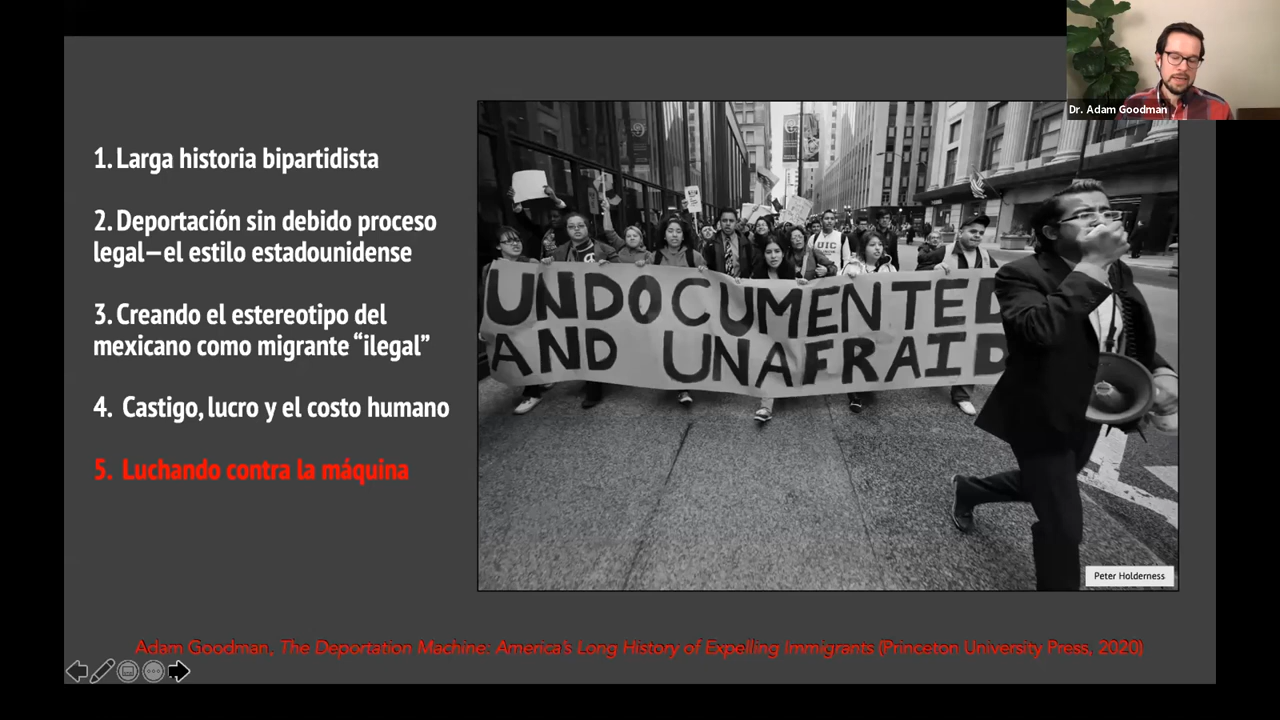 Dr. Adam Goodman
1. Larga historia bipartidista
2. Deportación sin debido proceso
legal—el estilo estadounidense
3. Creando el estereotipo del
mexicano como migrante “ilegal”
4. Castigo, lucro y el costo humano
5. Luchando contra la máquina
UIC
UNDOCUMENTED
AND UNAFRAID
Peter Holderness
Adam Goodman, The Deportation Machine: America's Long History of Expelling Immigrants (Princeton University Press, 2020)